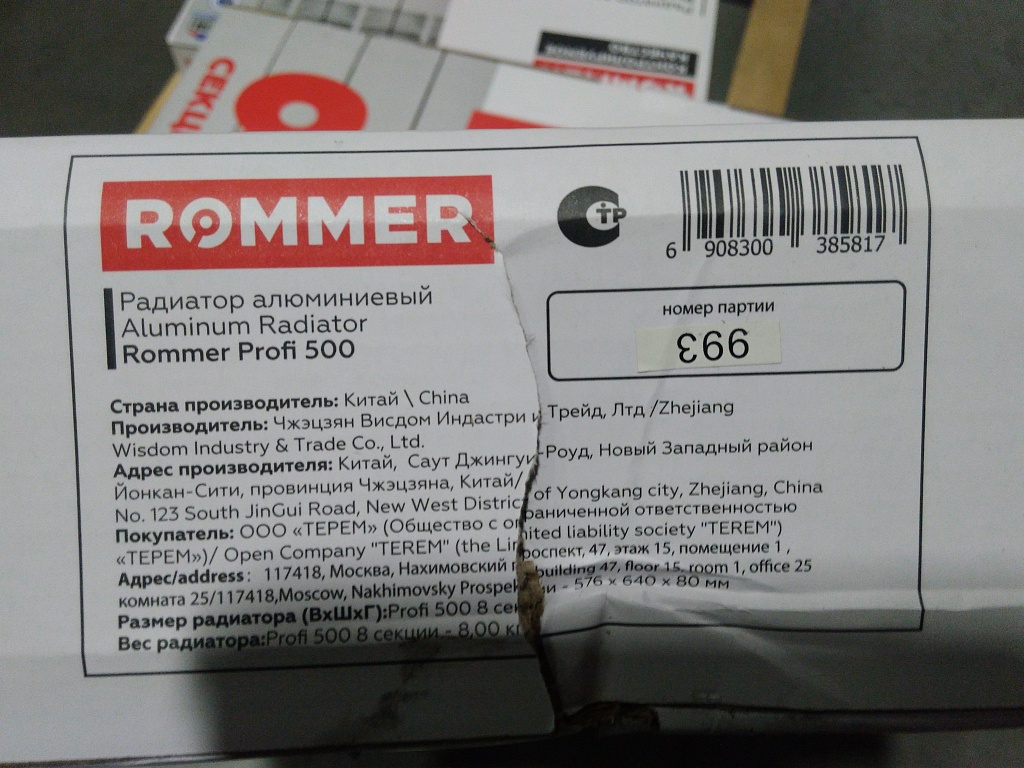 СЕКЦ
КОНТРОЛИРУЕМОЕ
КАЧЕСТВО
ROMMER
ТР
6 908300 385817
Радиатор алюминиевый
Aluminum Radiator
Rommer Profi 500
номер партии
993
Страна производитель: Китай \ China
Производитель: Чжэцзян Висдом Индастри и Трейд, Лтд /Zhejiang
Wisdom Industry & Trade Co., Ltd.
Адрес производителя: Китай, Саут Джингуи-Роуд, Новый Западный район
Йонкан-Сити, провинция Чжэцзяна, Китай/
No. 123 South JinGui Road, New West District of Yongkang city, Zhejiang, China
Покупатель: ООО «ТЕРЕМ» (Общество с ограниченной ответственностью
«ТЕРЕМ»)/ Open Company "TEREM" (the Limited liability society "TEREM")
Адрес/address: 117418, Москва, Нахимовский проспект, 47, этаж 15, помещение 1 ,
комната 25/117418,Moscow, Nakhimovsky Prospekt building 47, floor 15, room 1, office 25
Размер радиатора (ВxШxГ):Profi 500 8 секции - 576 x 640 x 80 мм
Вес радиатора:Profi 500 8 секции - 8,00 кг